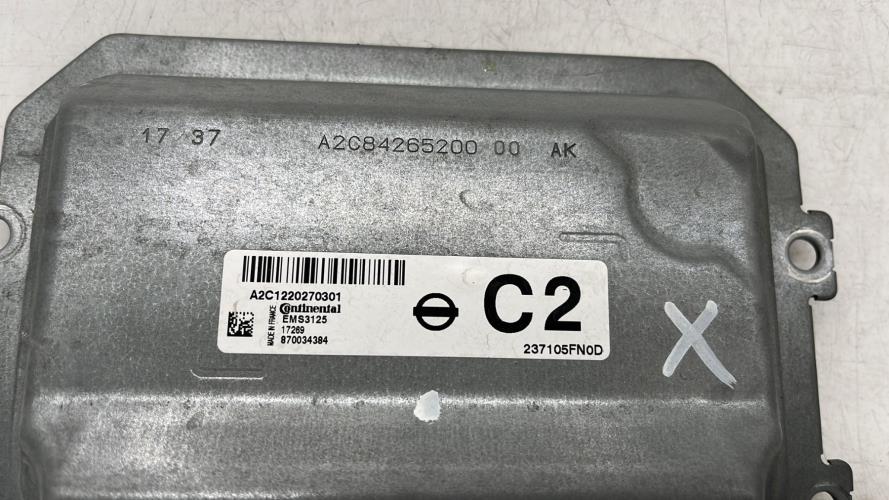 17/37 A2C84265200 00 AK
A2C1220270301
Continental
EMS3125
17269
870034384
MADE IN FRANCE
C2
237105FN0D
X